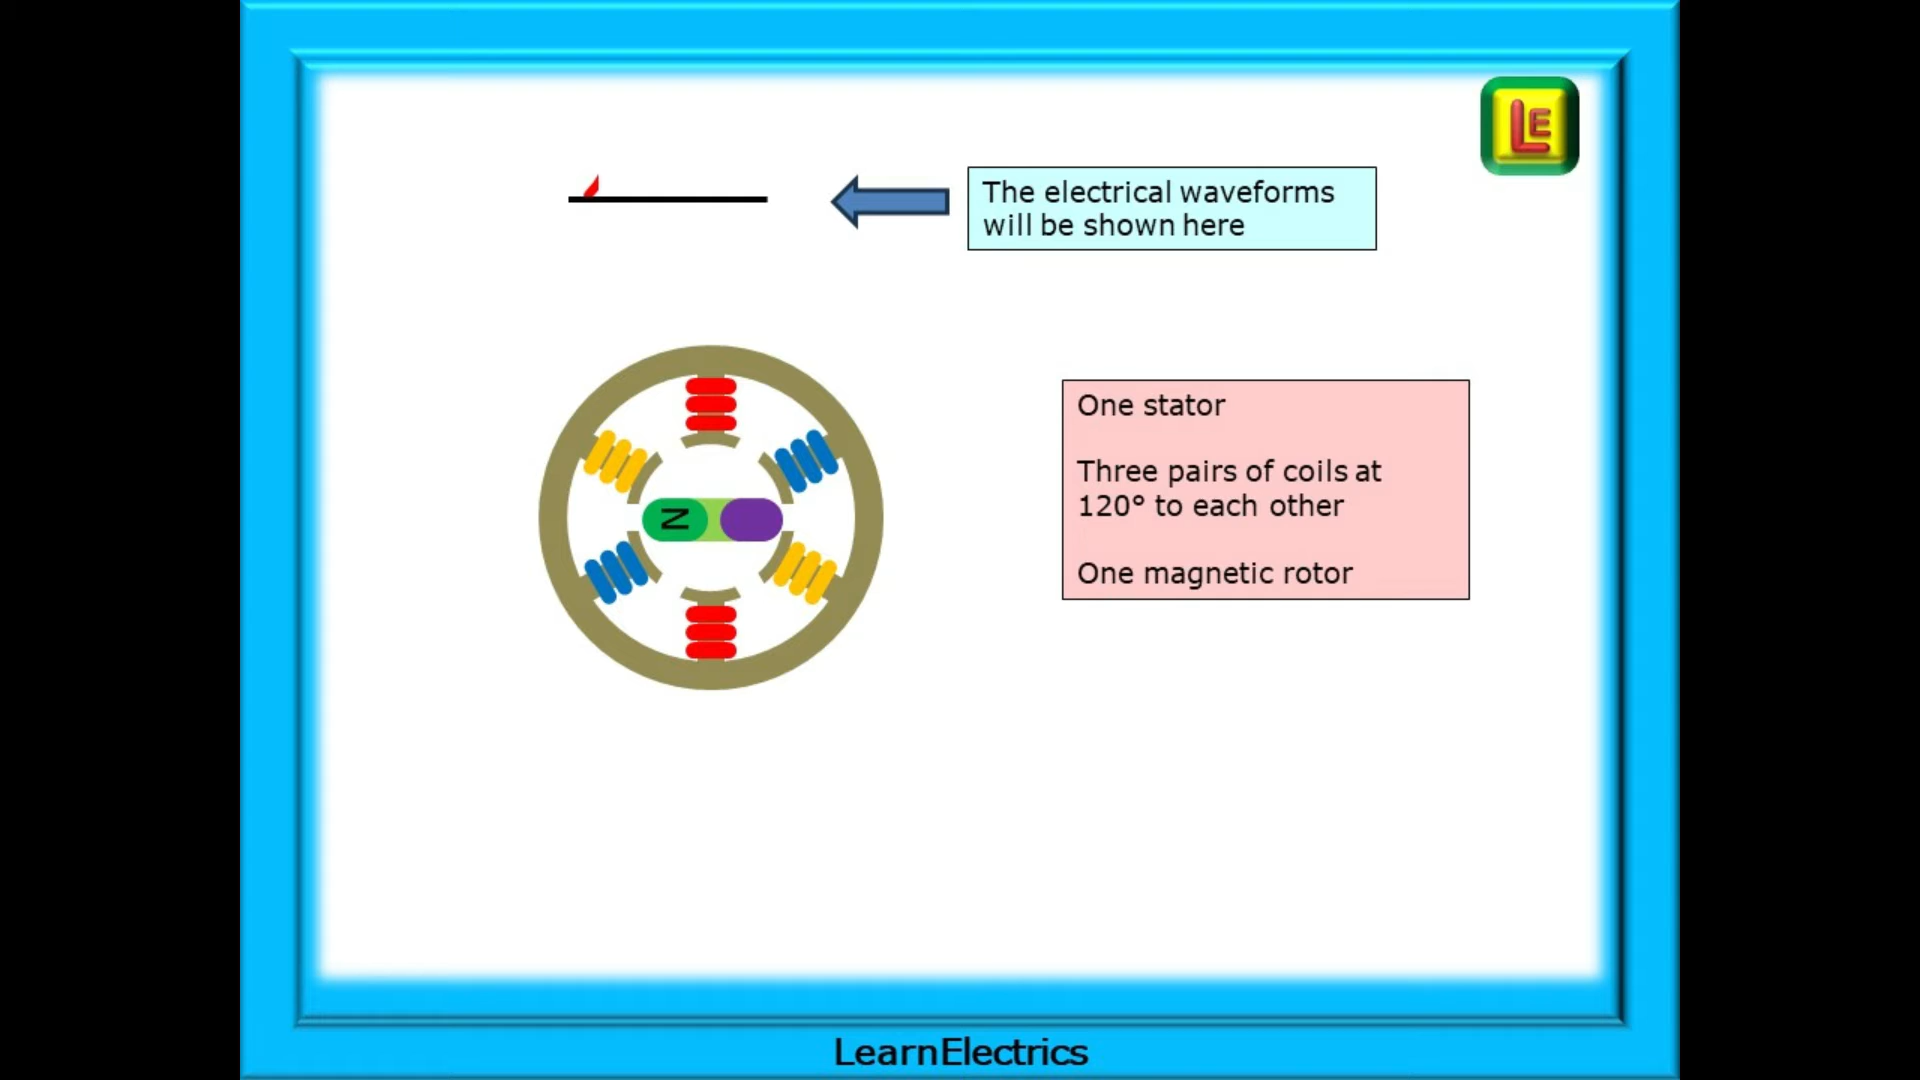 LE
The electrical waveforms
will be shown here
One stator
Three pairs of coils at
120° to each other
One magnetic rotor
N
LearnElectrics